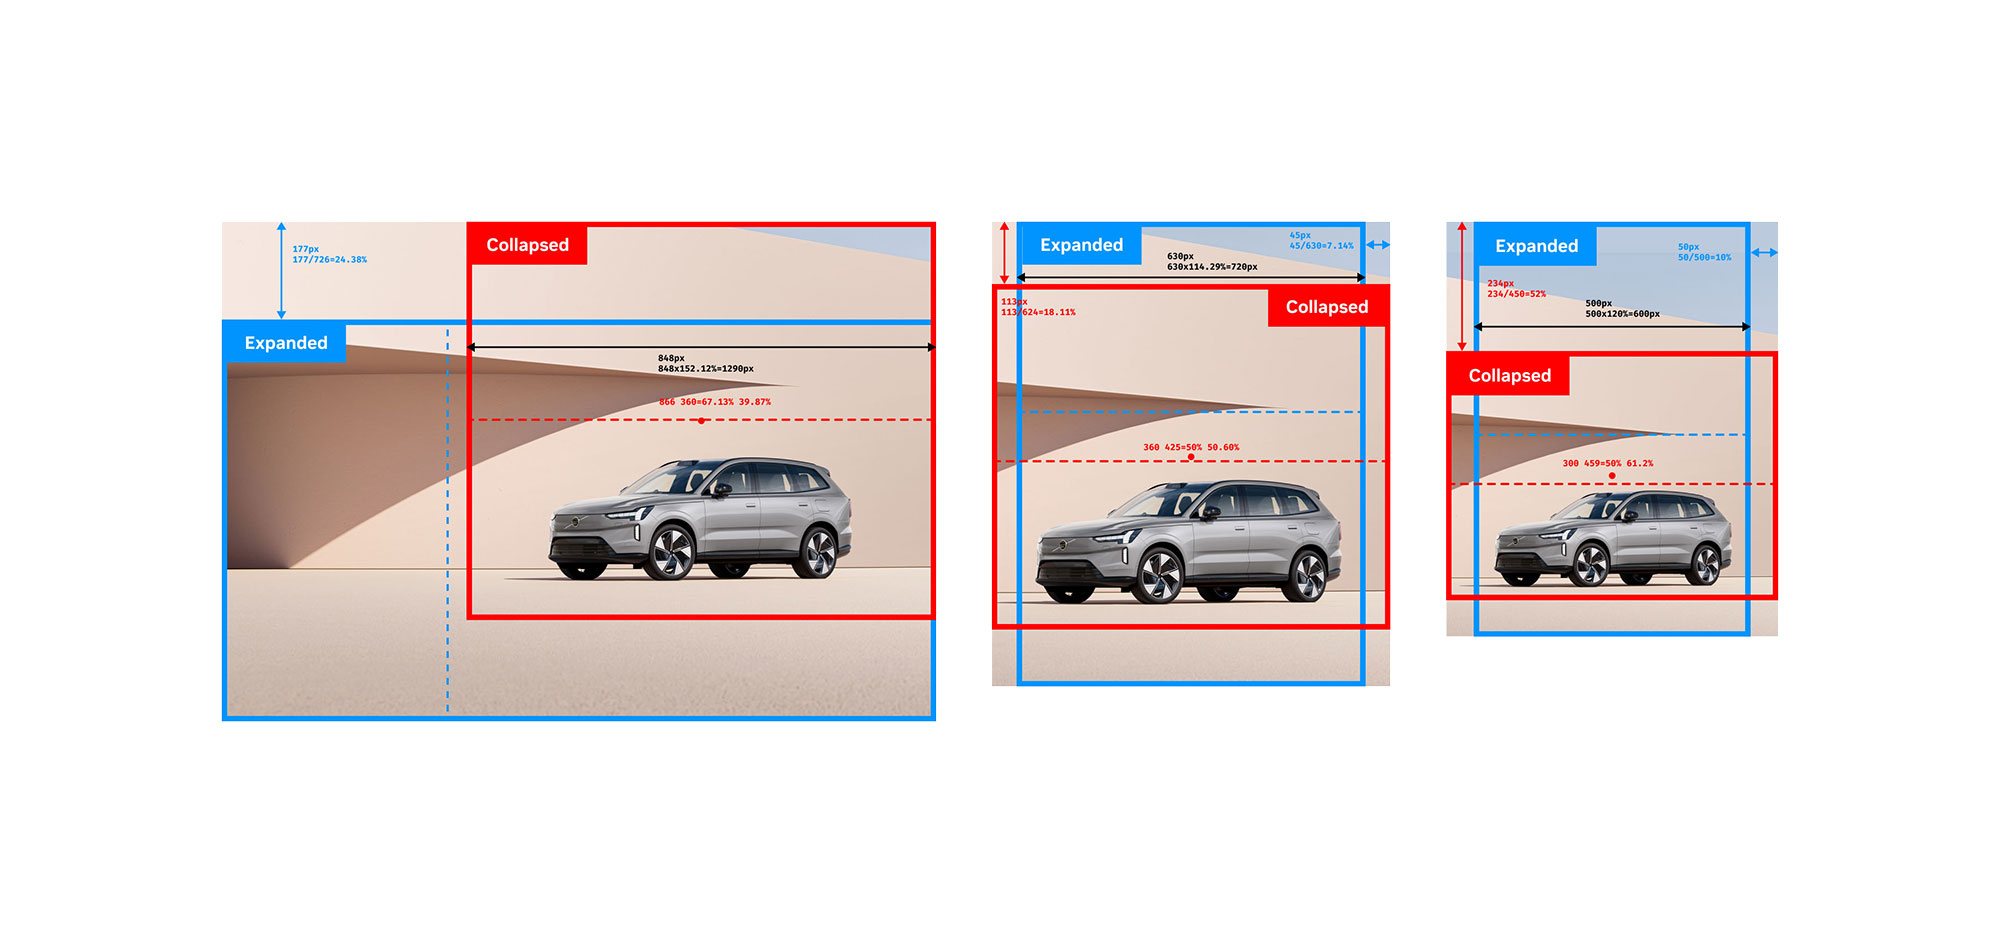 177px
177/726=24.38%
Collapsed
Expanded
848px
848x152.12%=1290px
866 360=67.13% 39.87%
Expanded
45px
45/630=7.14%
630px
630x114.29%=720px
113px
113/624=18.11%
Collapsed
360 425=50% 50.60%
Expanded
50px
50/500=10%
234px
234/450=52%
500px
500x120%=600px
Collapsed
300 459=50% 61.2%